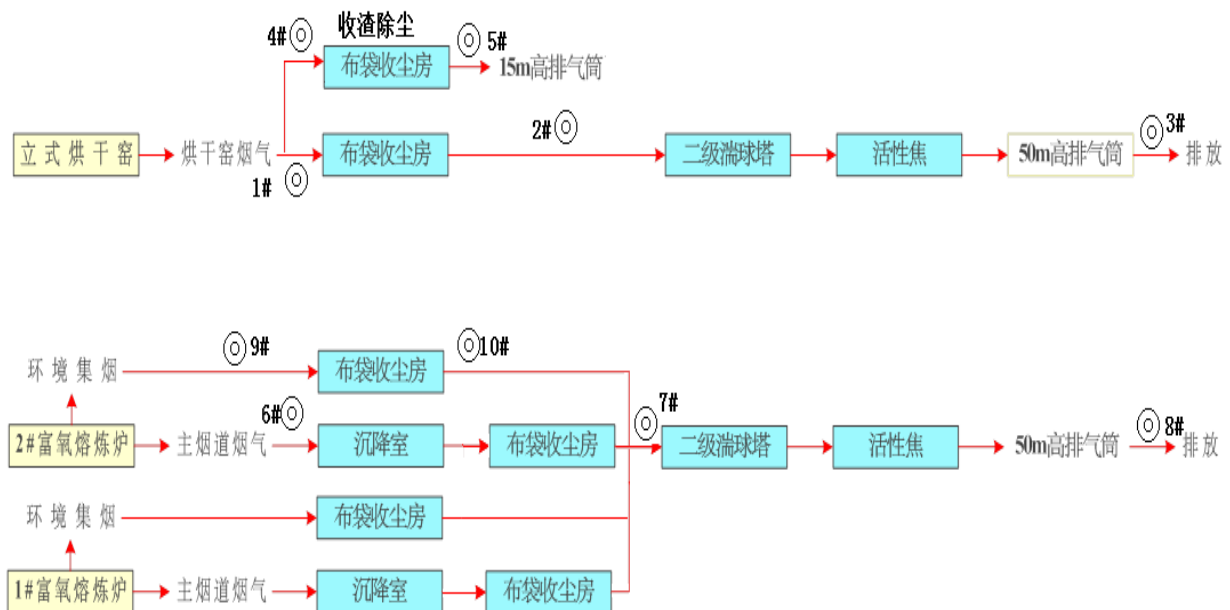 4# 收渣除尘 5#
布袋收尘房 15m高排气筒
2# 3#
立式烘干窑 烘干窑烟气 布袋收尘房 二级湍球塔 活性焦 50m高排气筒 排放
1#
9# 10#
环境集烟 布袋收尘房
6# 7#
2#富氧熔炼炉 主烟道烟气 沉降室 布袋收尘房 二级湍球塔 活性焦 50m高排气筒 8# 排放
环境集烟 布袋收尘房
1#富氧熔炼炉 主烟道烟气 沉降室 布袋收尘房